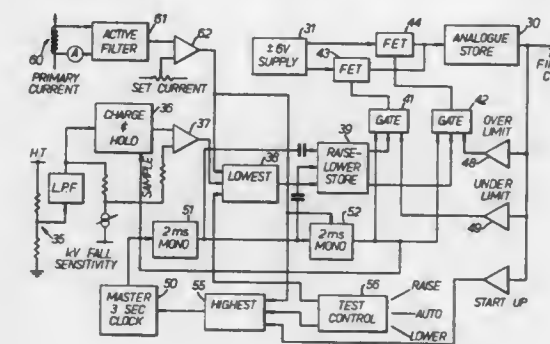 60
PRIMARY
CURRENT
A
61
ACTIVE
FILTER
62
SET CURRENT
31
± 6V
SUPPLY
44
FET
43
FET
30
ANALOGUE
STORE
36
CHARGE
&
HOLD
SAMPLE
37
H.T
L.P.F
35
kV FALL
SENSITIVITY
38
LOWEST
39
RAISE-
LOWER
STORE
41
GATE
42
GATE
OVER
LIMIT
48
UNDER
LIMIT
49
51
2ms
MONO
52
2ms
MONO
50
MASTER
3 SEC
CLOCK
55
HIGHEST
56
TEST
CONTROL
RAISE
AUTO
LOWER
START UP